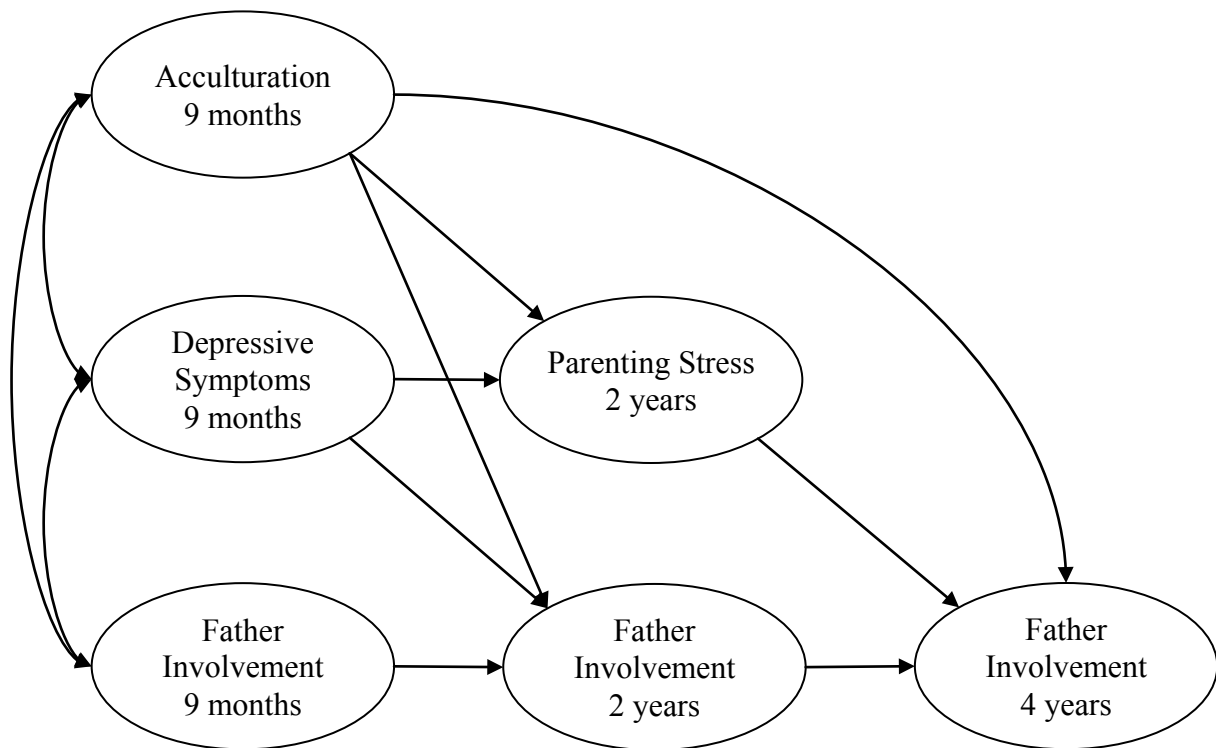 Acculturation
9 months
Depressive
Symptoms
9 months
Parenting Stress
2 years
Father
Involvement
9 months
Father
Involvement
2 years
Father
Involvement
4 years